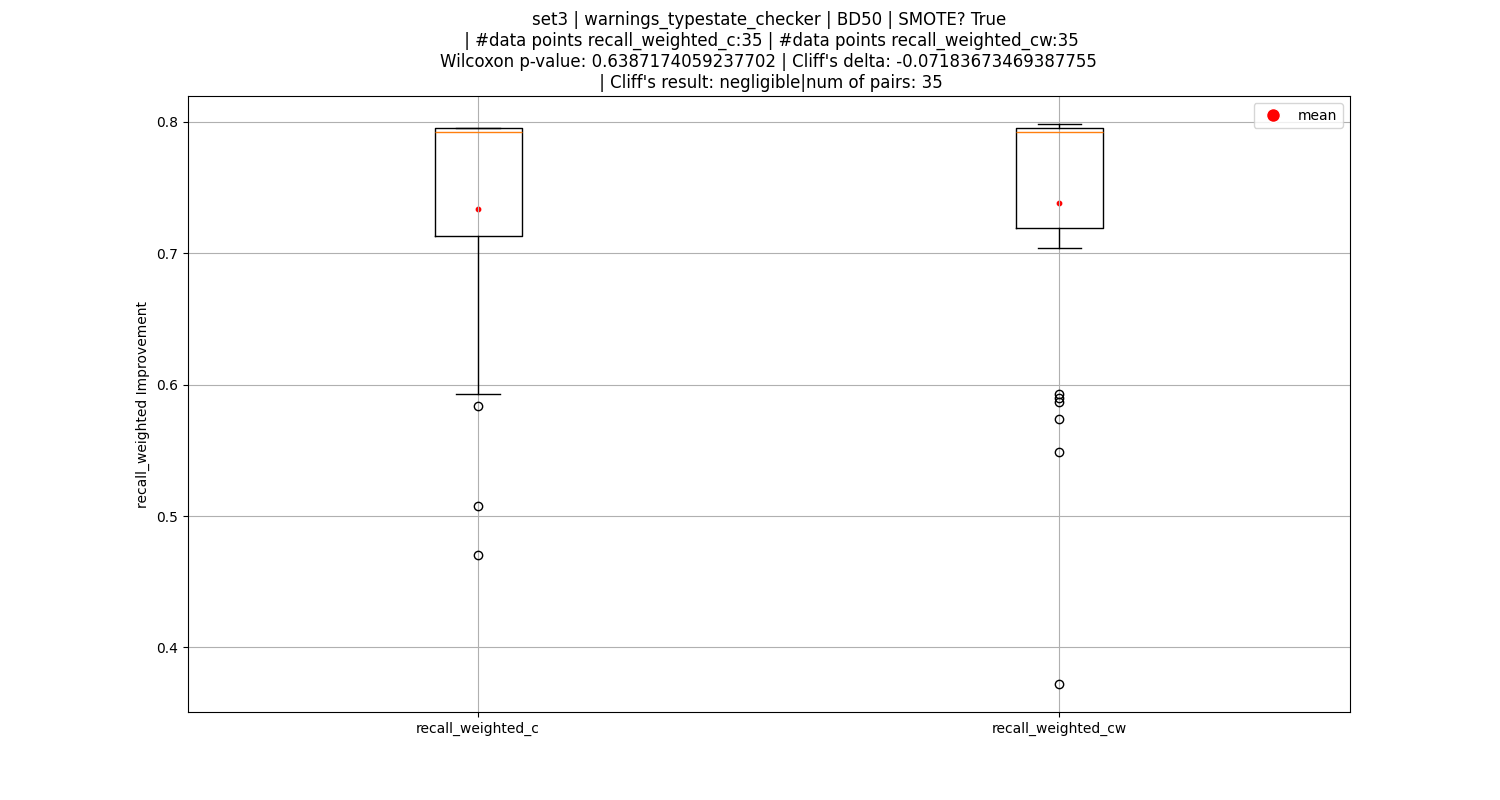 set3 | warnings_typestate_checker | BD50 | SMOTE? True
| #data points recall_weighted_c:35 | #data points recall_weighted_cw:35
Wilcoxon p-value: 0.6387174059237702 | Cliff's delta: -0.07183673469387755
| Cliff's result: negligible|num of pairs: 35
mean
0.8
0.7
0.6
0.5
0.4
recall_weighted Improvement
recall_weighted_c
recall_weighted_cw